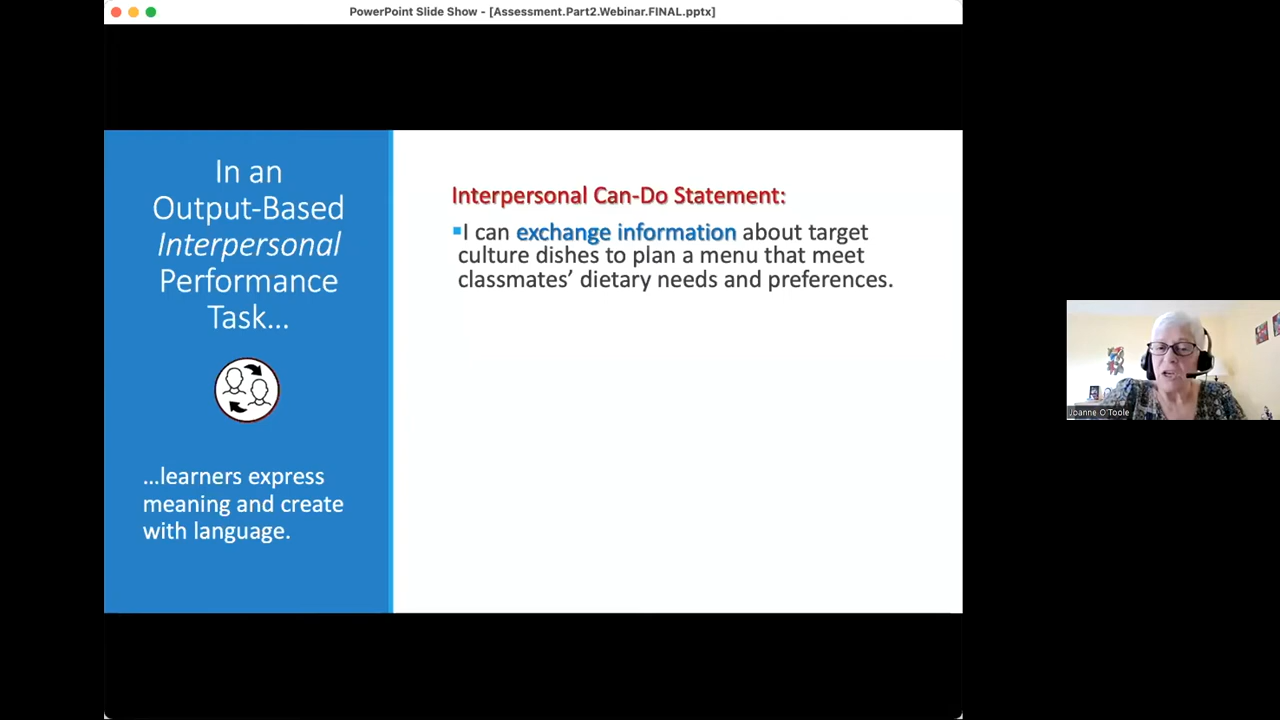 PowerPoint Slide Show - [Assessment.Part2.Webinar.FINAL.pptx]
In an
Output-Based
Interpersonal
Performance
Task...
...learners express
meaning and create
with language.
Interpersonal Can-Do Statement:
▪I can exchange information about target
culture dishes to plan a menu that meet
classmates’ dietary needs and preferences.
Joanne O'Toole